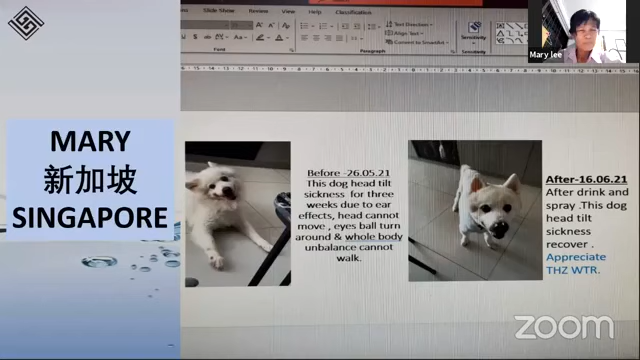 Slide Show
Review
View
Help
Classification
Text Direction
Align Text
Convert to SmartArt
Font
Paragraph
Sensitivity
Sensitivity
Mary lee
MARY
新加坡
SINGAPORE
Before -26.05.21
This dog head tilt
sickness for three
weeks due to ear
effects, head cannot
move , eyes ball turn
around & whole body
unbalance cannot
walk.
After-16.06.21
After drink and
spray .This dog
head tilt
sickness
recover .
Appreciate
THZ WTR.
zoom